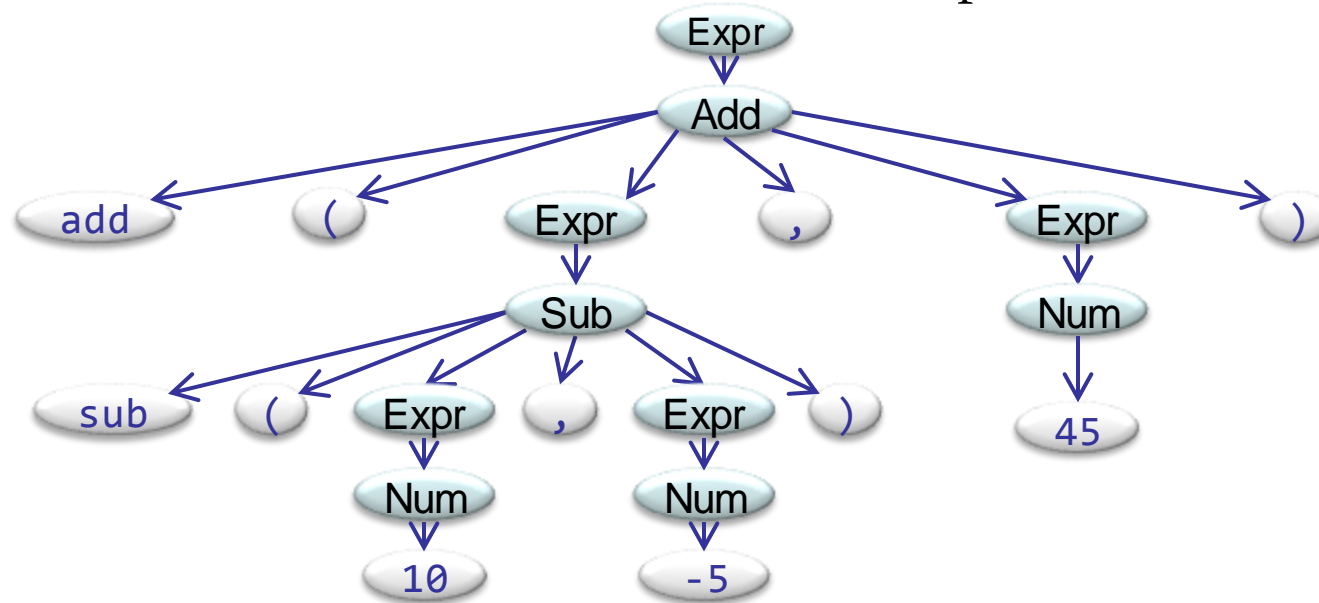 Expr
Add
add ( Expr , Expr )
Sub Num
sub ( Expr , Expr ) 45
Num Num
10 -5